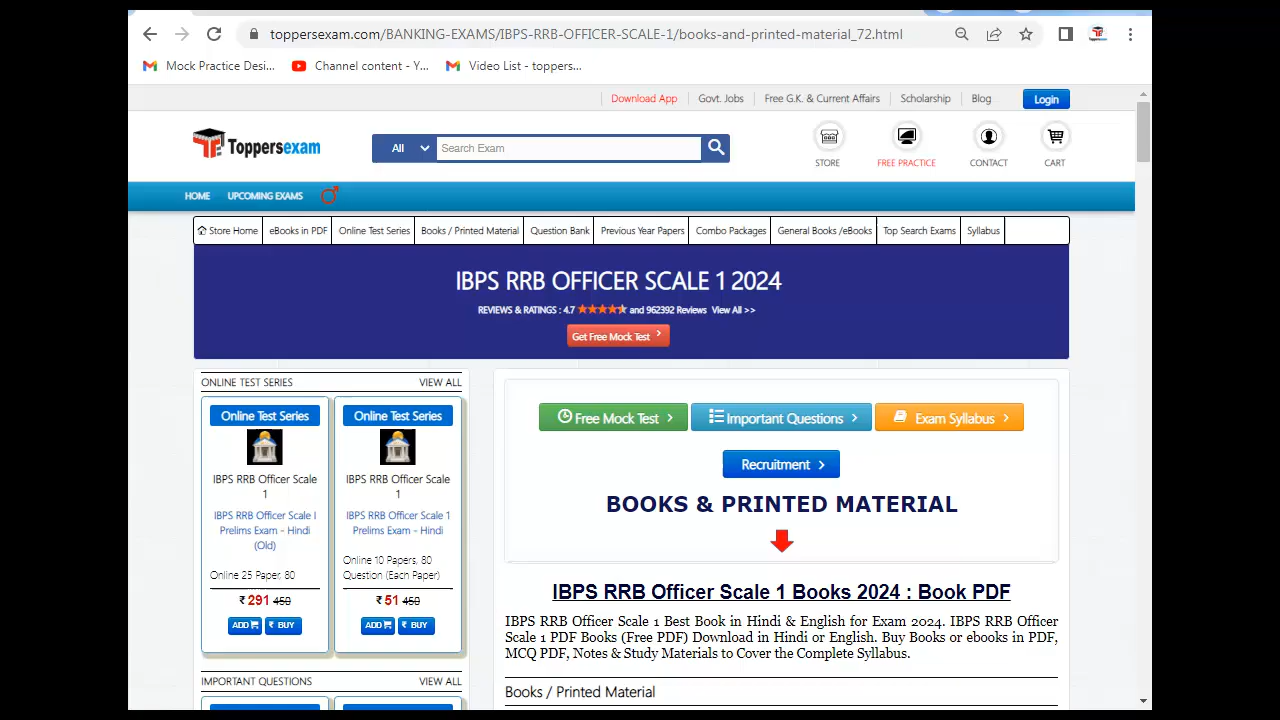 toppersexam.com/BANKING-EXAMS/IBPS-RRB-OFFICER-SCALE-1/books-and-printed-material_72.html
Mock Practice Desi... Channel content - Y... Video List - toppers...
Download App Govt. Jobs Free G.K. & Current Affairs Scholarship Blog Login
Toppersexam All Search Exam
STORE FREE PRACTICE CONTACT CART
HOME UPCOMING EXAMS
Store Home eBooks in PDF Online Test Series Books / Printed Material Question Bank Previous Year Papers Combo Packages General Books /eBooks Top Search Exams Syllabus
IBPS RRB OFFICER SCALE 1 2024
REVIEWS & RATINGS : 4.7 and 962392 Reviews View All >>
Get Free Mock Test
ONLINE TEST SERIES VIEW ALL
Online Test Series
IBPS RRB Officer Scale
1
IBPS RRB Officer Scale I
Prelims Exam - Hindi
(Old)
Online 25 Paper, 80
₹ 291 450
ADD ₹ BUY
Online Test Series
IBPS RRB Officer Scale
1
IBPS RRB Officer Scale 1
Prelims Exam - Hindi
Online 10 Papers, 80
Question (Each Paper)
₹ 51 450
ADD ₹ BUY
IMPORTANT QUESTIONS VIEW ALL
Free Mock Test Important Questions Exam Syllabus
Recruitment
BOOKS & PRINTED MATERIAL
IBPS RRB Officer Scale 1 Books 2024 : Book PDF
IBPS RRB Officer Scale 1 Best Book in Hindi & English for Exam 2024. IBPS RRB Officer
Scale 1 PDF Books (Free PDF) Download in Hindi or English. Buy Books or ebooks in PDF,
MCQ PDF, Notes & Study Materials to Cover the Complete Syllabus.
Books / Printed Material